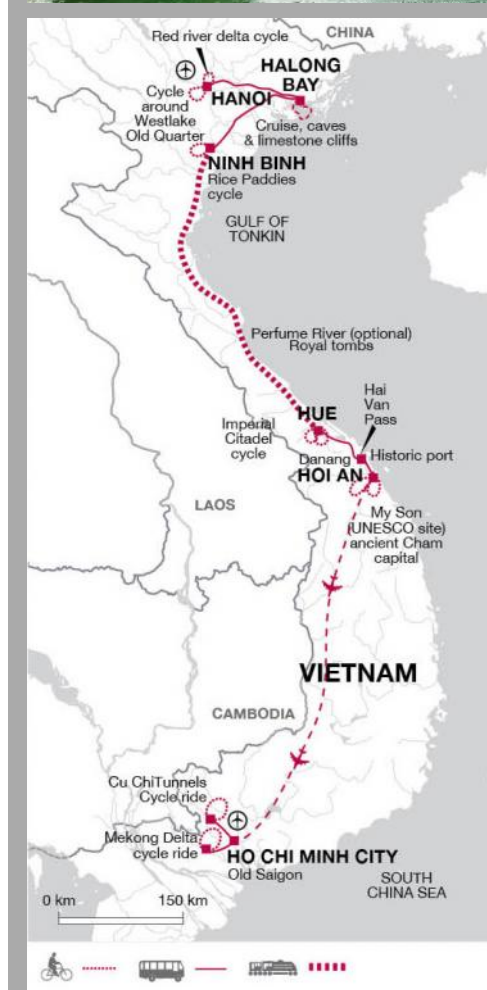 CHINA
Red river delta cycle
HALONG
BAY
HANOI
Cycle
around
Westlake
Old Quarter
Cruise, caves
& limestone cliffs
NINH BINH
Rice Paddies
cycle
GULF OF
TONKIN
Perfume River (optional)
Royal tombs
Hai
Van
Pass
HUE
Imperial
Citadel
cycle
Danang
Historic port
HOI AN
LAOS
My Son
(UNESCO site)
ancient Cham
capital
VIETNAM
CAMBODIA
Cu ChiTunnels
Cycle ride
Mekong Delta
cycle ride
HO CHI MINH CITY
Old Saigon
SOUTH
CHINA SEA
0 km 150 km